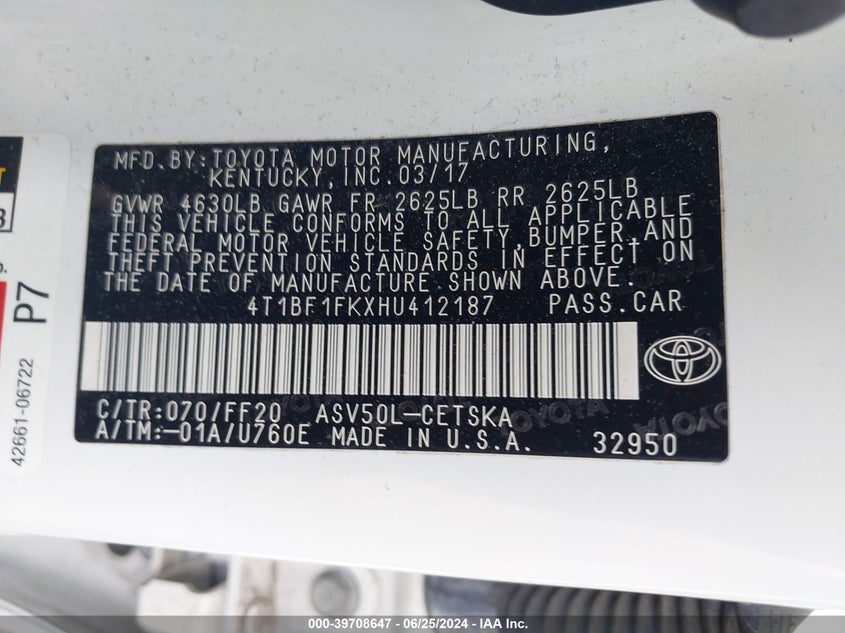 MFD.BY:TOYOTA MOTOR MANUFACTURING,
KENTUCKY,INC.03/17
GVWR 4630LB GAWR FR 2625LB RR 2625LB
THIS VEHICLE CONFORMS TO ALL APPLICABLE
FEDERAL MOTOR VEHICLE SAFETY,BUMPER,AND
THEFT PREVENTION STANDARDS IN EFFECT ON
THE DATE OF MANUFACTURE SHOWN ABOVE.
4T1BF1FKXHU412187 PASS.CAR
C/TR:070/FF20 ASV50L-CETSKA
A/TM:-01A/U760E MADE IN U.S.A. 32950
TOYOTA
P7
42661-06722
000-39708647 - 06/25/2024 - IAA Inc.